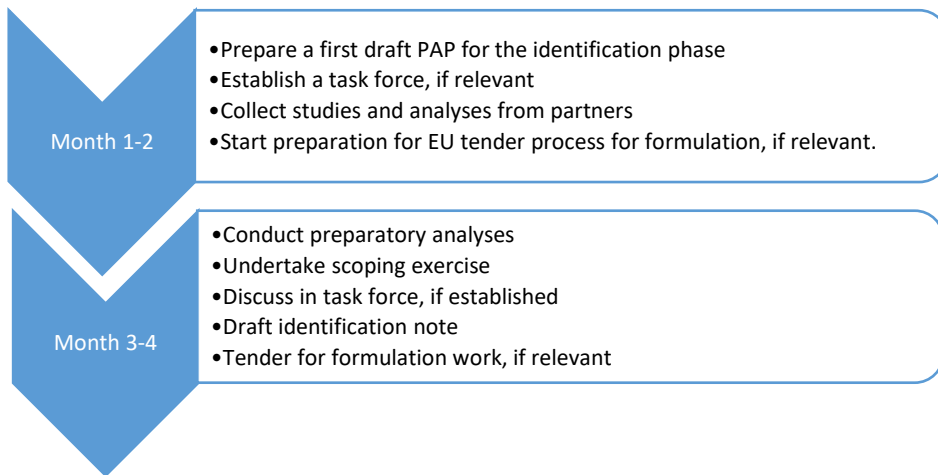 Month 1-2
•Prepare a first draft PAP for the identification phase
•Establish a task force, if relevant
•Collect studies and analyses from partners
•Start preparation for EU tender process for formulation, if relevant.
Month 3-4
•Conduct preparatory analyses
•Undertake scoping exercise
•Discuss in task force, if established
•Draft identification note
•Tender for formulation work, if relevant